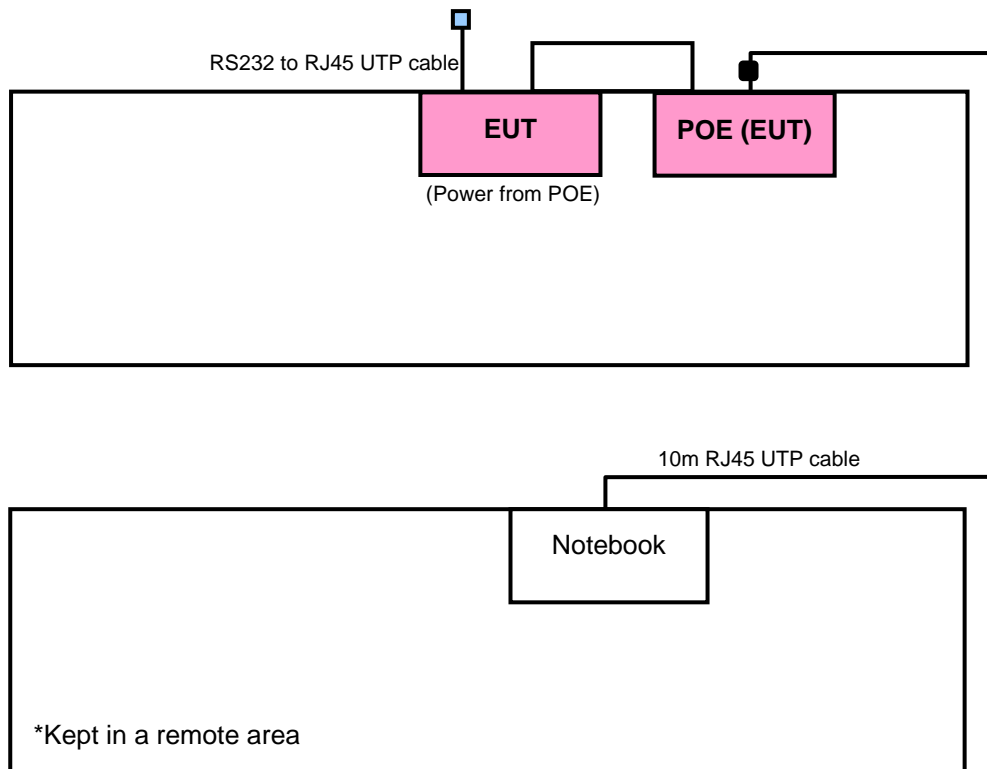 RS232 to RJ45 UTP cable
EUT
POE (EUT)
(Power from POE)
10m RJ45 UTP cable
Notebook
*Kept in a remote area